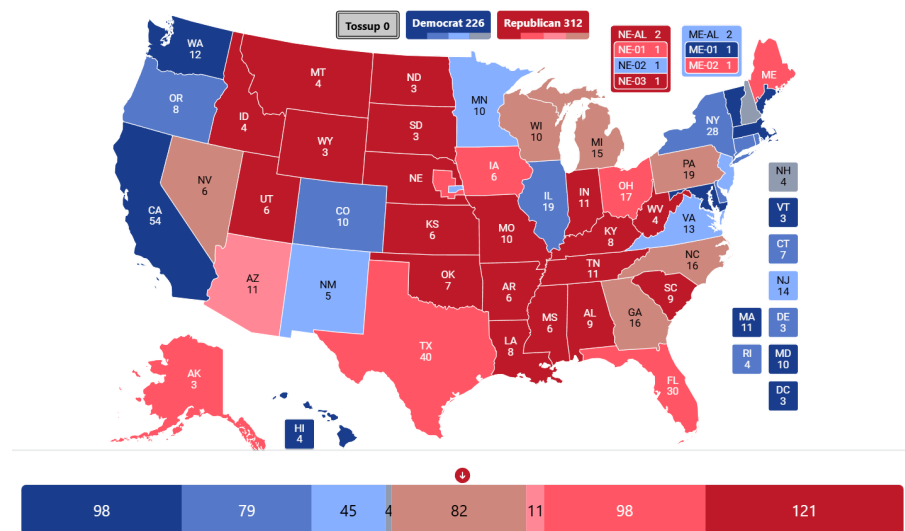 Tossup 0
Democrat 226
Republican 312
NE-AL 2
NE-01 1
NE-02 1
NE-03 1
ME-AL 2
ME-01 1
ME-02 1
WA
12
OR
8
CA
54
NV
6
ID
4
MT
4
WY
3
UT
6
AZ
11
CO
10
NM
5
ND
3
SD
3
NE
KS
6
OK
7
TX
40
MN
10
IA
6
MO
10
AR
6
LA
8
WI
10
IL
19
MI
15
IN
11
OH
17
KY
8
TN
11
MS
6
AL
9
GA
16
FL
30
SC
9
NC
16
VA
13
WV
4
PA
19
NY
28
ME
NH
4
VT
3
CT
7
NJ
14
MA
11
DE
3
RI
4
MD
10
DC
3
AK
3
HI
4
98
79
45
4
82
11
98
121